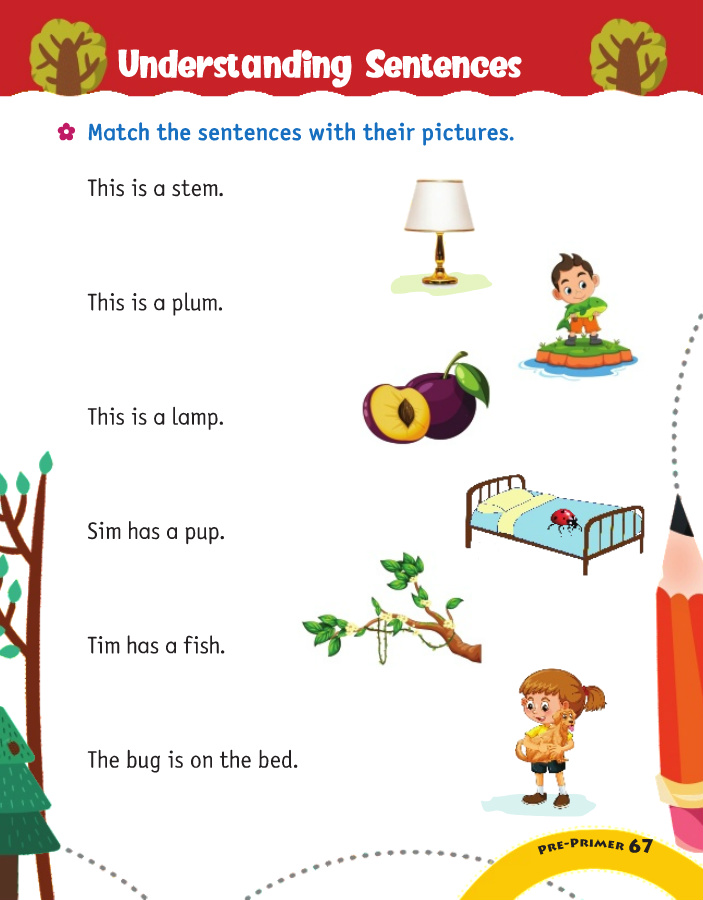 Understanding Sentences
Match the sentences with their pictures.
This is a stem.
This is a plum.
This is a lamp.
Sim has a pup.
Tim has a fish.
The bug is on the bed.
PRE-PRIMER 67